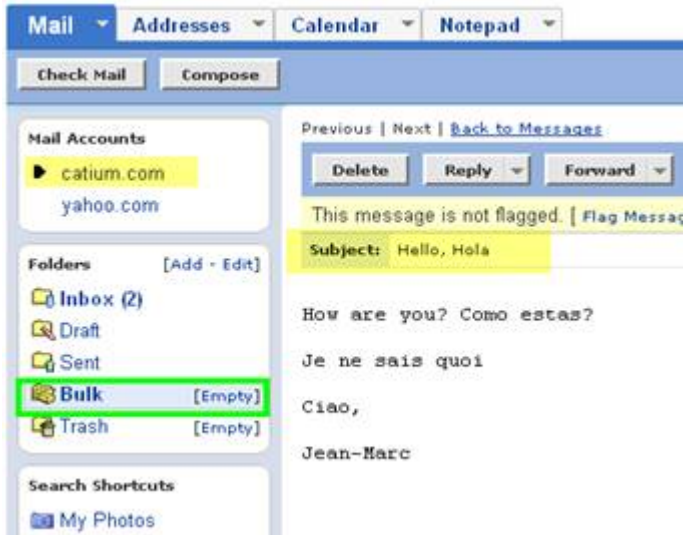 Mail Addresses Calendar Notepad
Check Mail Compose
Mail Accounts
catium.com
yahoo.com
Folders [Add - Edit]
Inbox (2)
Draft
Sent
Bulk [Empty]
Trash [Empty]
Search Shortcuts
My Photos
Previous | Next | Back to Messages
Delete Reply Forward
This message is not flagged. [ Flag Messag
Subject: Hello, Hola
How are you? Como estas?
Je ne sais quoi
Ciao,
Jean-Marc